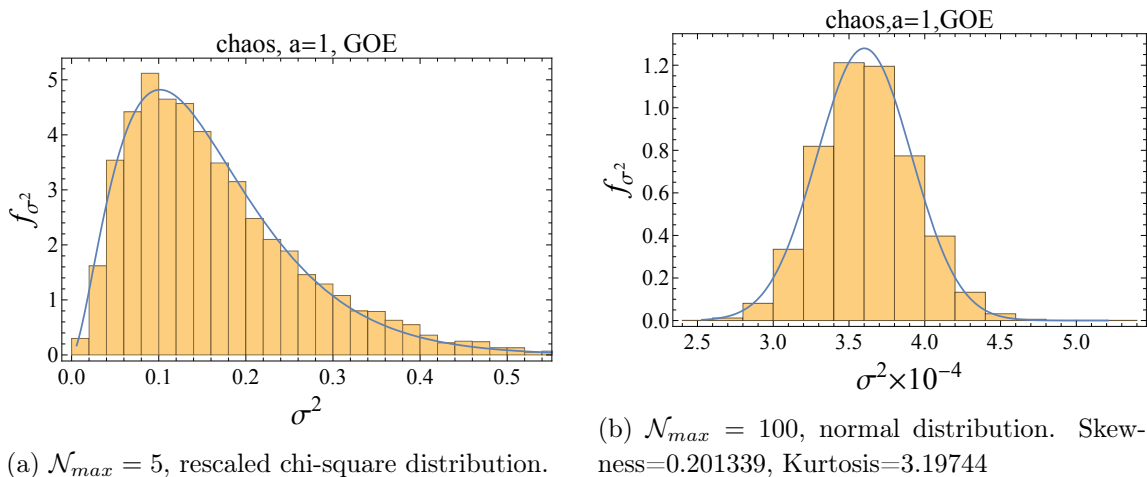 chaos, a=1, GOE
5
4
3
2
1
0
f_{σ^2}
0.0 0.1 0.2 0.3 0.4 0.5
σ^2
(a) \mathcal{N}_{max} = 5, rescaled chi-square distribution.
chaos,a=1,GOE
1.2
1.0
0.8
0.6
0.4
0.2
0.0
f_{σ^2}
2.5 3.0 3.5 4.0 4.5 5.0
σ^2×10^{-4}
(b) \mathcal{N}_{max} = 100, normal distribution. Skew-
ness=0.201339, Kurtosis=3.19744